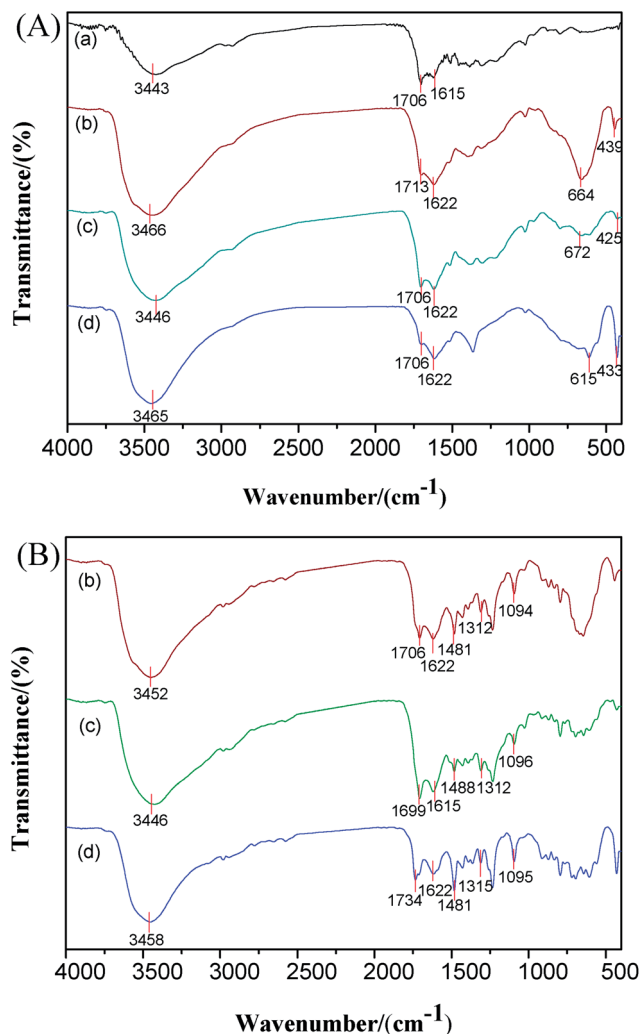 (A)
(a)
3443
1706
1615
(b)
3466
1713
1622
664
439
(c)
3446
1706
1622
672
425
(d)
3465
1706
1622
615
433
Transmittance/(%)
4000 3500 3000 2500 2000 1500 1000 500
Wavenumber/(cm-1)
(B)
(b)
3452
1706
1622
1481
1312
1094
(c)
3446
1699
1615
1488
1312
1096
(d)
3458
1734
1622
1481
1315
1095
Transmittance/(%)
4000 3500 3000 2500 2000 1500 1000 500
Wavenumber/(cm-1)